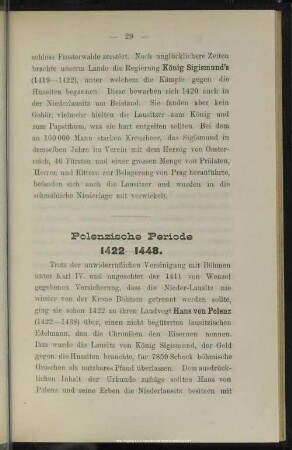 — 29 —
schloss Finsterwalde zerstört. Noch unglücklichere Zeiten
brachte unserm Lande die Regierung König Sigismund's
(1419—1422), unter welchem die Kämpfe gegen die
Hussiten begannen. Diese bewarben sich 1420 auch in
der Niederlausitz um Beistand. Sie fanden aber kein
Gehör, vielmehr hielten die Lausitzer zum König und
zum Papstthum, was sie hart entgelten sollten. Bei dem
an 100000 Mann starken Kreuzheer, das Sigismund in
demselben Jahre im Verein mit dem Herzog von Oester-
reich, 40 Fürsten und einer grossen Menge von Prälaten,
Herren und Rittern zur Belagerung von Prag heranführte,
befanden sich auch die Lausitzer und wurden in die
schmähliche Niederlage mit verwickelt.
Polenzische Periode
1422—1448.
Trotz der unwiderruflichen Vereinigung mit Böhmen
unter Karl IV. und ungeachtet der 1411 von Wenzel
gegebenen Versicherung, dass die Nieder-Lausitz nie
wieder von der Krone Böhmen getrennt werden sollte,
ging sie schon 1422 an ihren Landvogt Hans von Polenz
(1422—1438) über, einen nicht begüterten lausitzischen
Edelmann, den die Chroniken den Eisernen nennen.
Dem wurde die Lausitz von König Sigismund, der Geld
gegen die Hussiten brauchte, für 7859 Schock böhmische
Groschen als nutzbares Pfand überlassen. Dem ausdrück-
lichen Inhalt der Urkunde zufolge sollten Hans von
Polenz und seine Erben die Niederlausitz besitzen mit